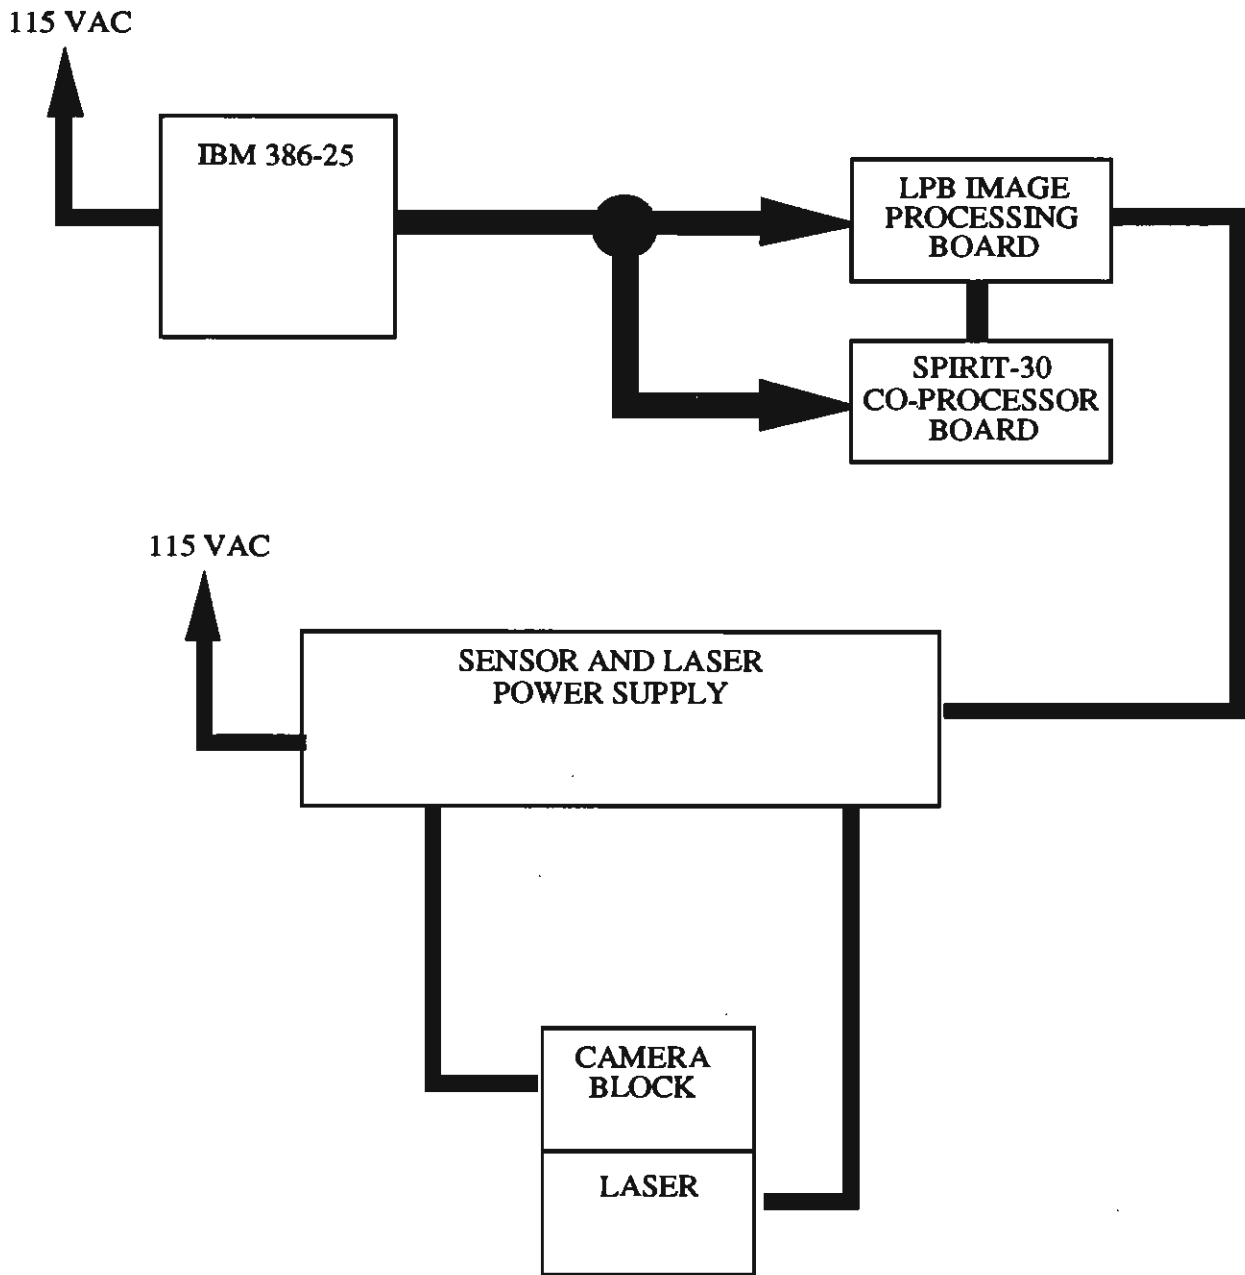 115 VAC
IBM 386-25
LPB IMAGE
PROCESSING
BOARD
SPIRIT-30
CO-PROCESSOR
BOARD
115 VAC
SENSOR AND LASER
POWER SUPPLY
CAMERA
BLOCK
LASER